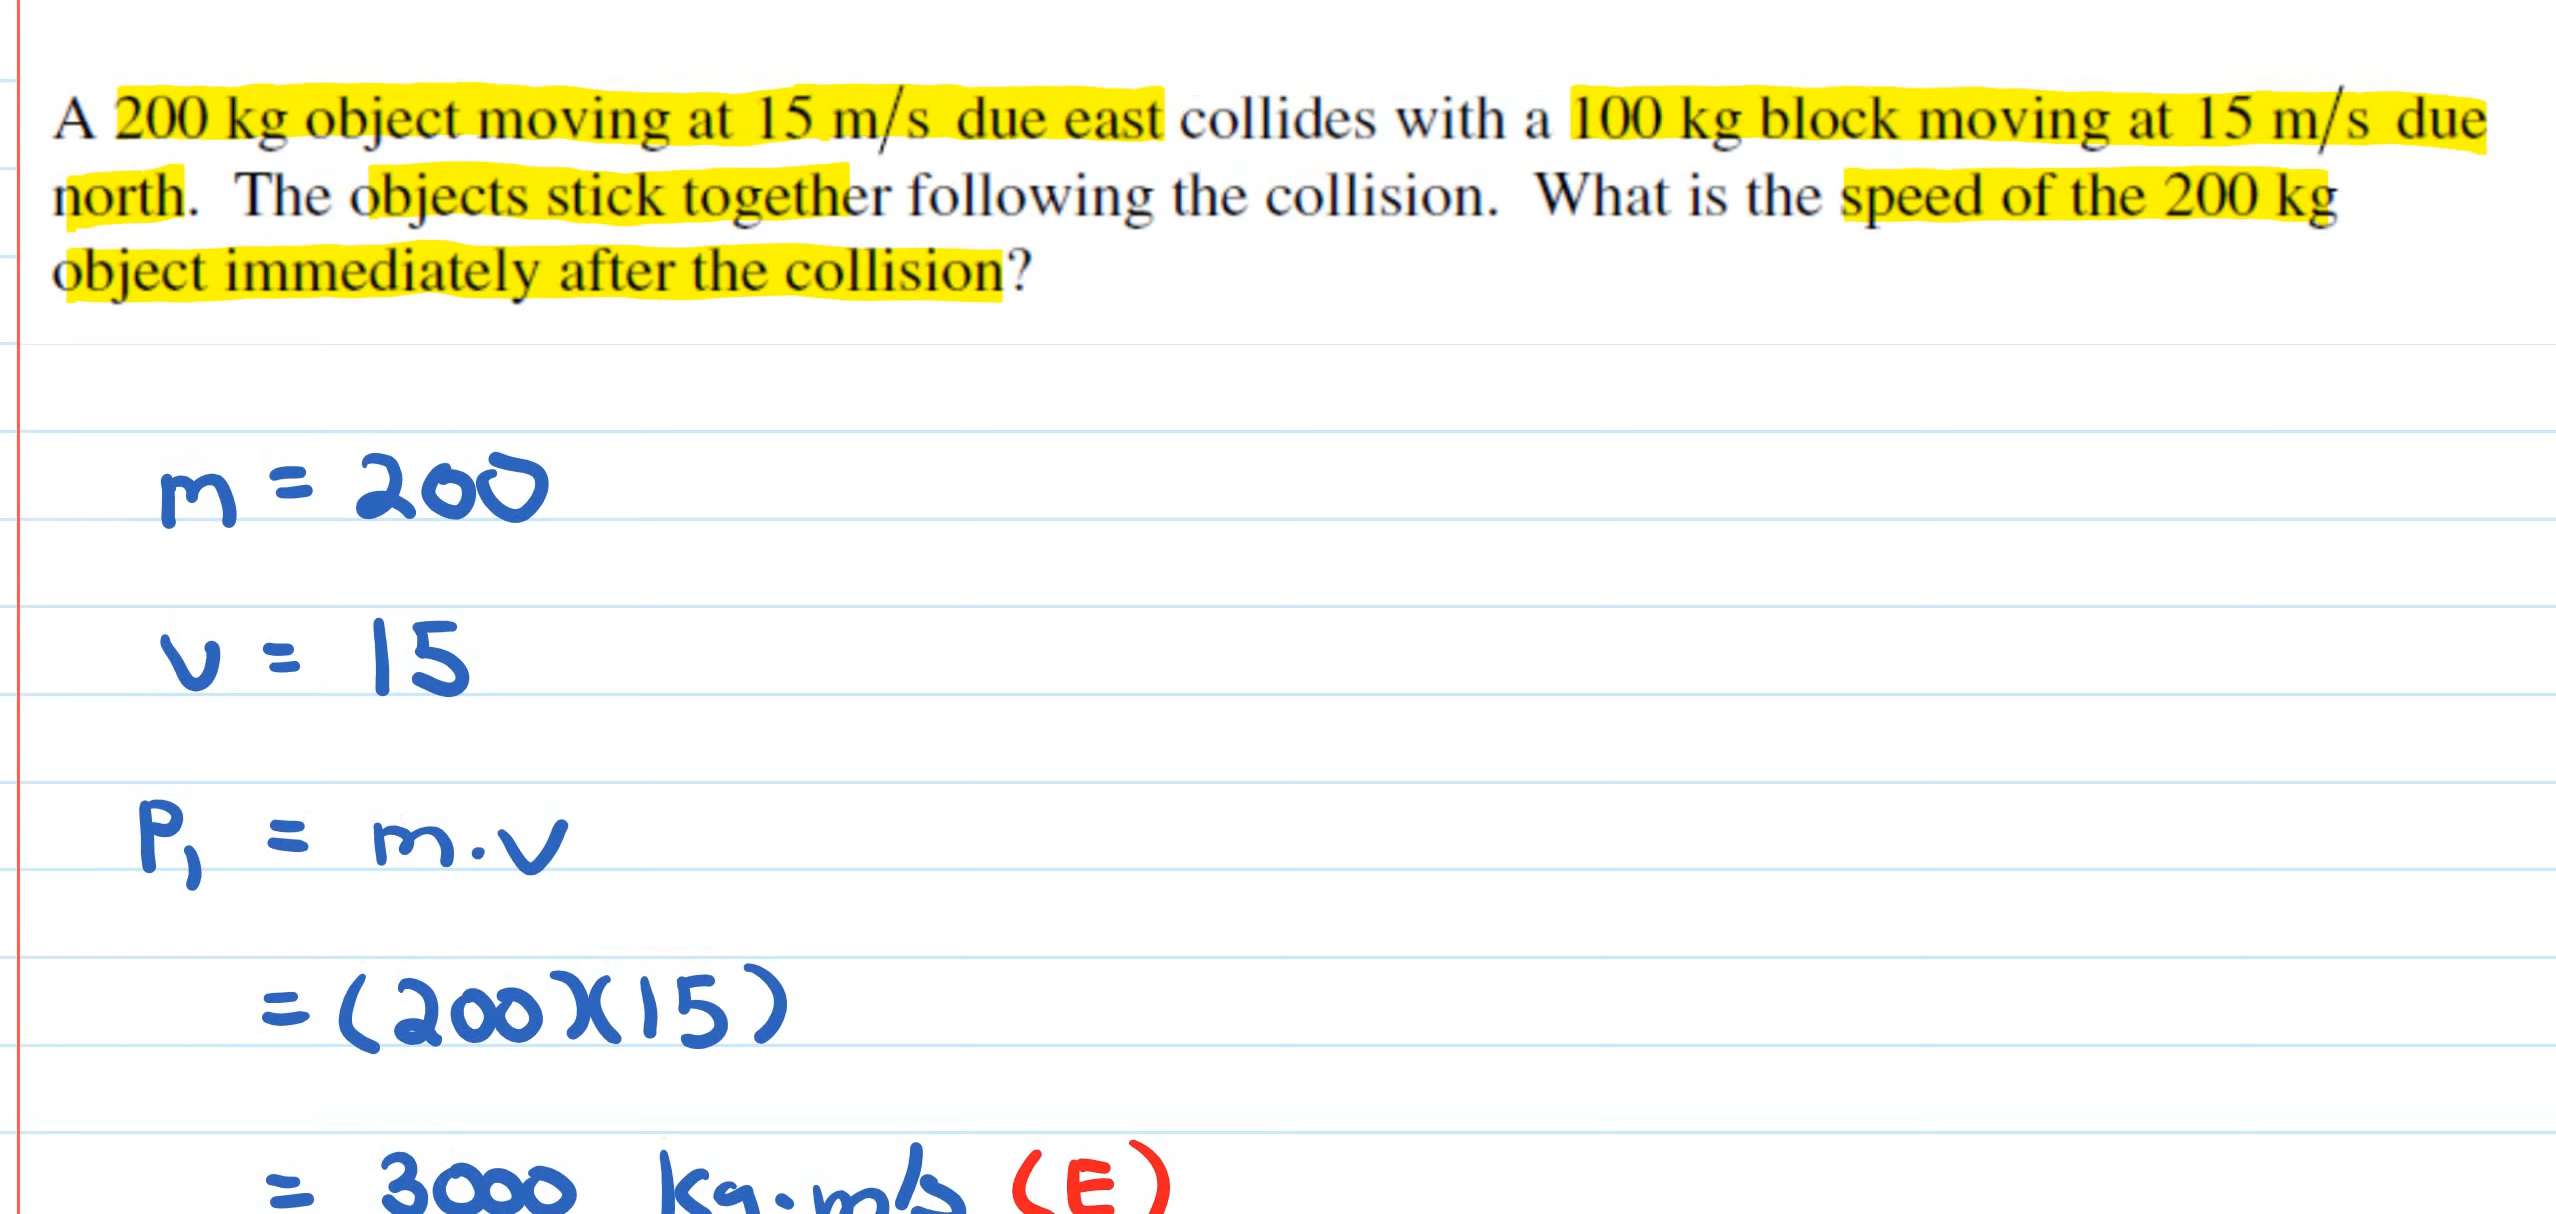 A 200 kg object moving at 15 m/s due east collides with a 100 kg block moving at 15 m/s due
north. The objects stick together following the collision. What is the speed of the 200 kg
object immediately after the collision?
m = 200
v = 15
P₁ = m·v
= (200)(15)
= 3000 kg·m/s (E)